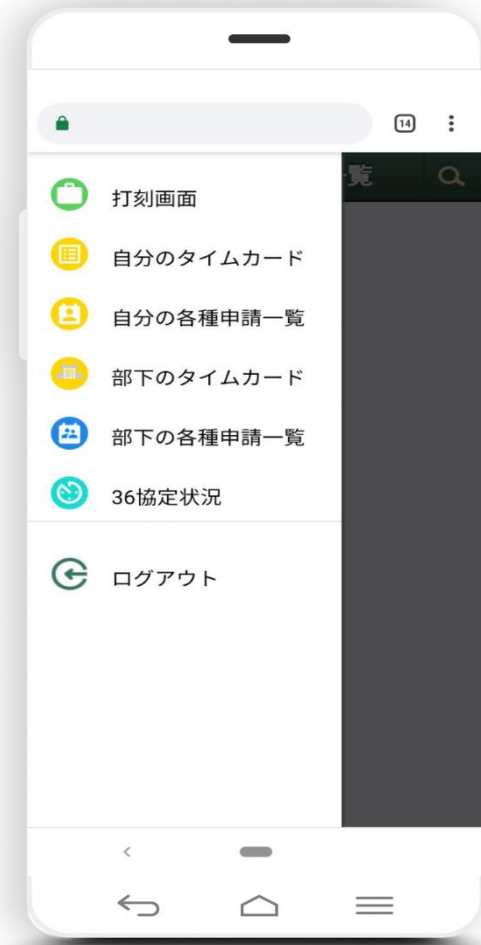 14
覧
打刻画面
自分のタイムカード
自分の各種申請一覧
部下のタイムカード
部下の各種申請一覧
36協定状況
ログアウト